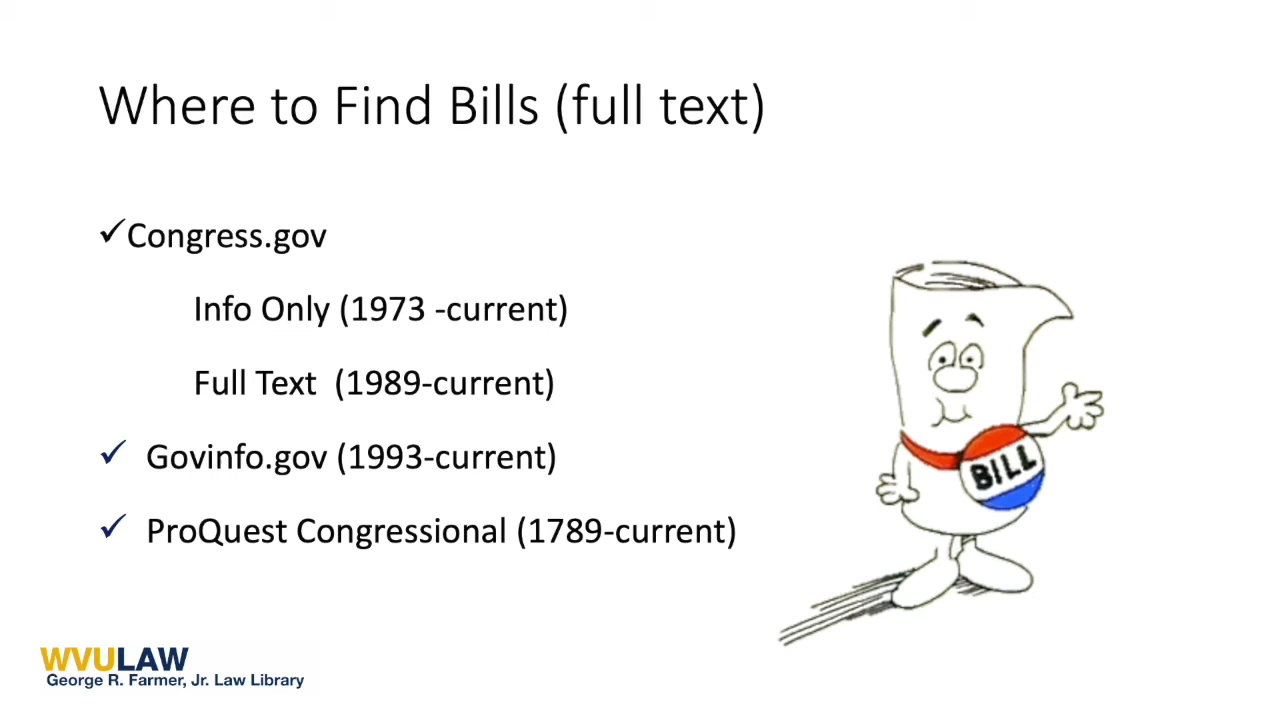 Where to Find Bills (full text)
✓Congress.gov
Info Only (1973 -current)
Full Text (1989-current)
✓ Govinfo.gov (1993-current)
✓ ProQuest Congressional (1789-current)
BILL
WVULAW
George R. Farmer, Jr. Law Library